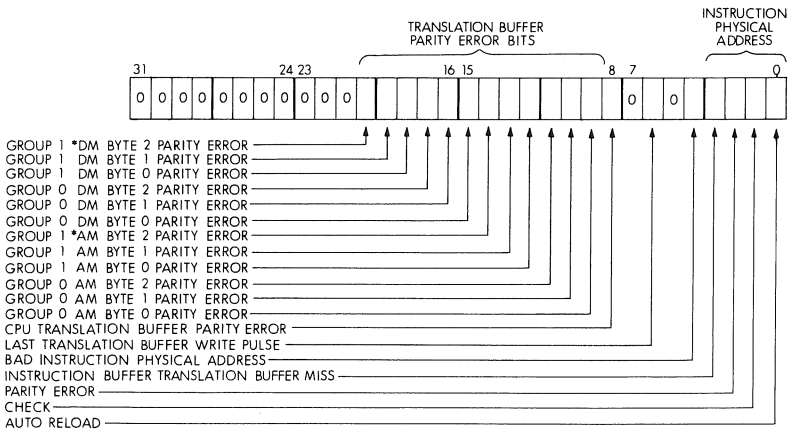 INSTRUCTION
PHYSICAL
ADDRESS
TRANSLATION BUFFER
PARITY ERROR BITS
31 24 23 16 15 8 7 0
0 0 0 0 0 0 0 0 0 0 0 0 0
GROUP 1 *DM BYTE 2 PARITY ERROR
GROUP 1 DM BYTE 1 PARITY ERROR
GROUP 1 DM BYTE 0 PARITY ERROR
GROUP 0 DM BYTE 2 PARITY ERROR
GROUP 0 DM BYTE 1 PARITY ERROR
GROUP 0 DM BYTE 0 PARITY ERROR
GROUP 1 *AM BYTE 2 PARITY ERROR
GROUP 1 AM BYTE 1 PARITY ERROR
GROUP 1 AM BYTE 0 PARITY ERROR
GROUP 0 AM BYTE 2 PARITY ERROR
GROUP 0 AM BYTE 1 PARITY ERROR
GROUP 0 AM BYTE 0 PARITY ERROR
CPU TRANSLATION BUFFER PARITY ERROR
LAST TRANSLATION BUFFER WRITE PULSE
BAD INSTRUCTION PHYSICAL ADDRESS
INSTRUCTION BUFFER TRANSLATION BUFFER MISS
PARITY ERROR
CHECK
AUTO RELOAD